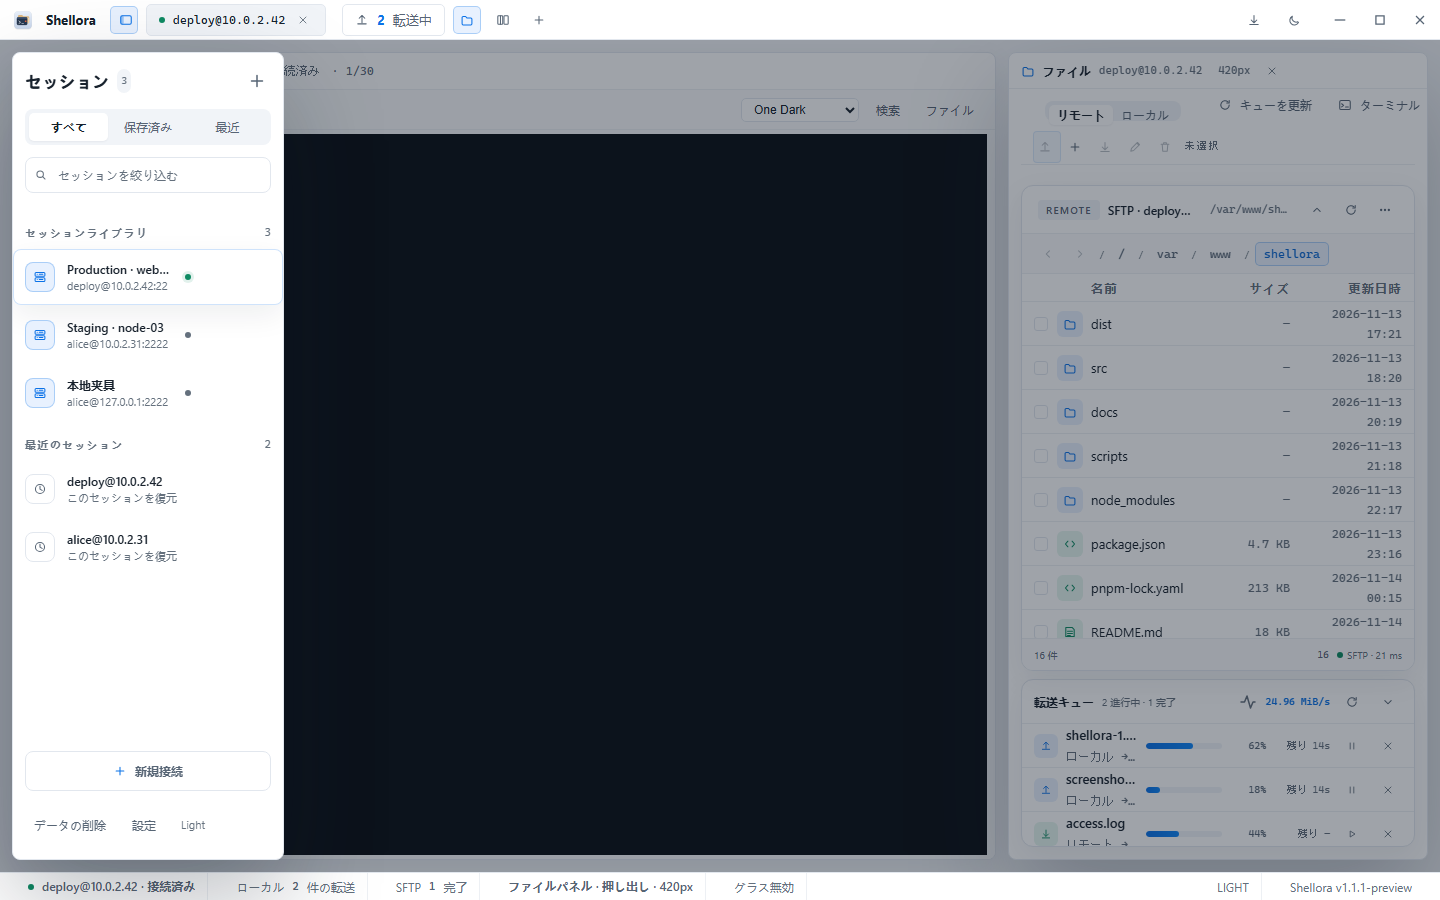 Shellora
deploy@10.0.2.42
2 転送中
セッション 3
すべて 保存済み 最近
セッションを絞り込む
セッションライブラリ 3
Production · web...
deploy@10.0.2.42:22
Staging · node-03
alice@10.0.2.31:2222
本地夹具
alice@127.0.0.1:2222
最近のセッション 2
deploy@10.0.2.42
このセッションを復元
alice@10.0.2.31
このセッションを復元
新規接続
データの削除 設定 Light
続済み · 1/30
One Dark 検索 ファイル
ファイル deploy@10.0.2.42 420px
リモート ローカル キューを更新 ターミナル
未選択
REMOTE SFTP · deploy... /var/www/sh…
/ / var / www / shellora
名前 サイズ 更新日時
dist — 2026-11-13 17:21
src — 2026-11-13 18:20
docs — 2026-11-13 20:19
scripts — 2026-11-13 21:18
node_modules — 2026-11-13 22:17
package.json 4.7 KB 2026-11-13 23:16
pnpm-lock.yaml 213 KB 2026-11-14 00:15
README.md 18 KB 2026-11-14
16 件 16 SFTP · 21 ms
転送キュー 2 進行中 · 1 完了 24.96 MiB/s
shellora-1.... 62% 残り 14s
ローカル →…
screensho... 18% 残り 14s
ローカル →…
access.log 44% 残り —
リモート →…
deploy@10.0.2.42 · 接続済み ローカル 2 件の転送 SFTP 1 完了 ファイルパネル · 押し出し · 420px グラス無効 LIGHT Shellora v1.1.1-preview